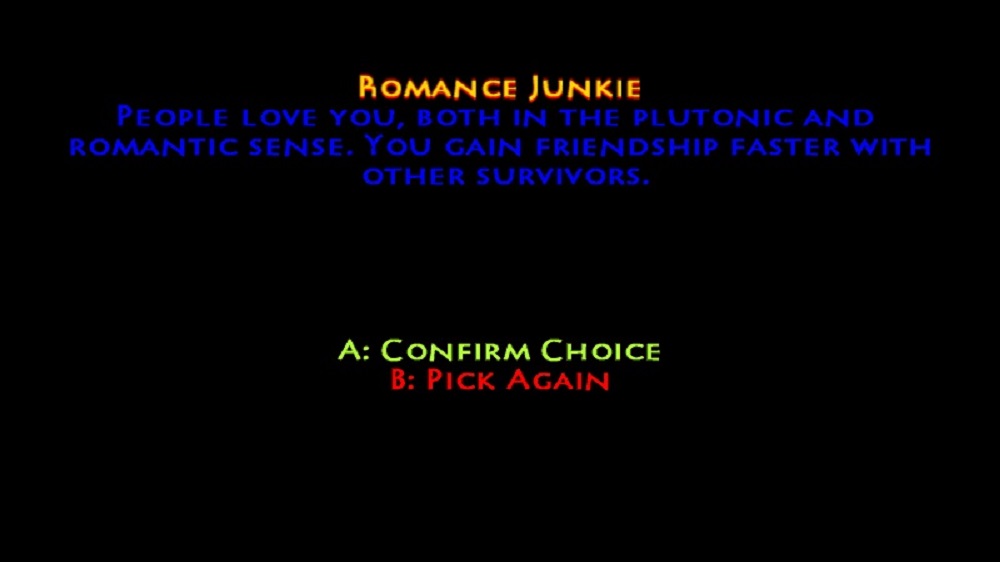 Romance Junkie
People love you, both in the plutonic and
romantic sense. You gain friendship faster with
other survivors.
A: Confirm Choice
B: Pick Again